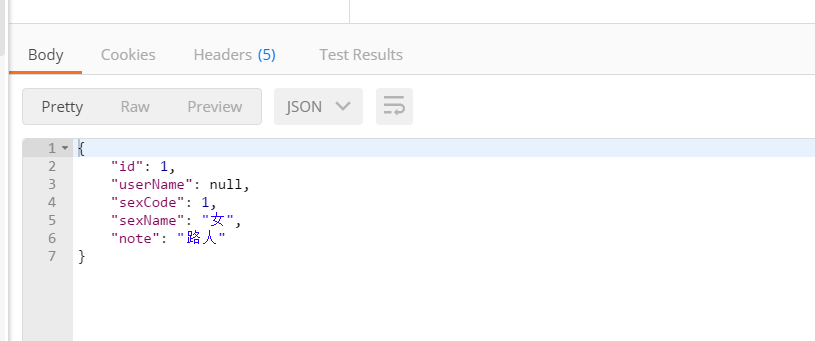 Body Cookies Headers (5) Test Results
Pretty Raw Preview JSON
1 {
2 "id": 1,
3 "userName": null,
4 "sexCode": 1,
5 "sexName": "女",
6 "note": "路人"
7 }